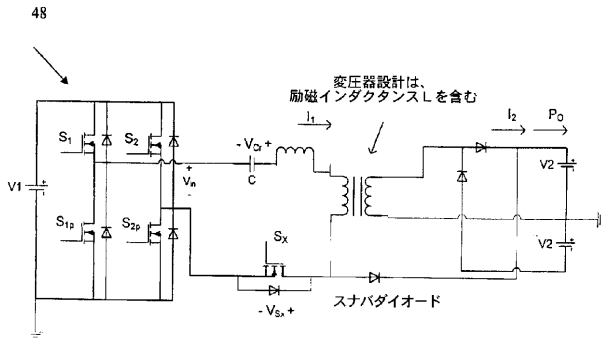 48
変圧器設計は、
励磁インダクタンスLを含む
S1
S2
V1
+
Vin
-
- VCr +
C
I1
I2
PO
V2
V2
S1p
S2p
SX
- VSx +
スナバダイオード